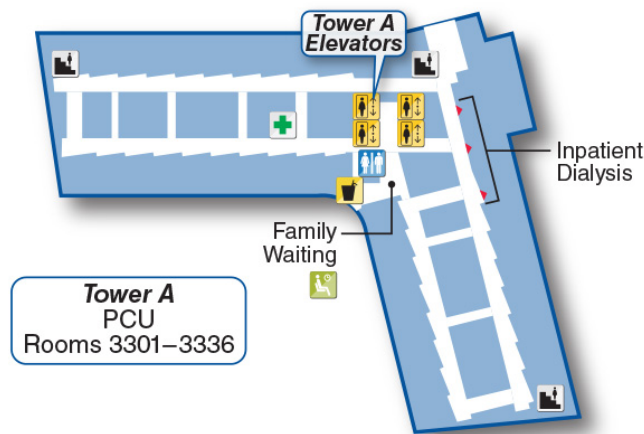 Tower A
Elevators
Inpatient
Dialysis
Family
Waiting
Tower A
PCU
Rooms 3301–3336